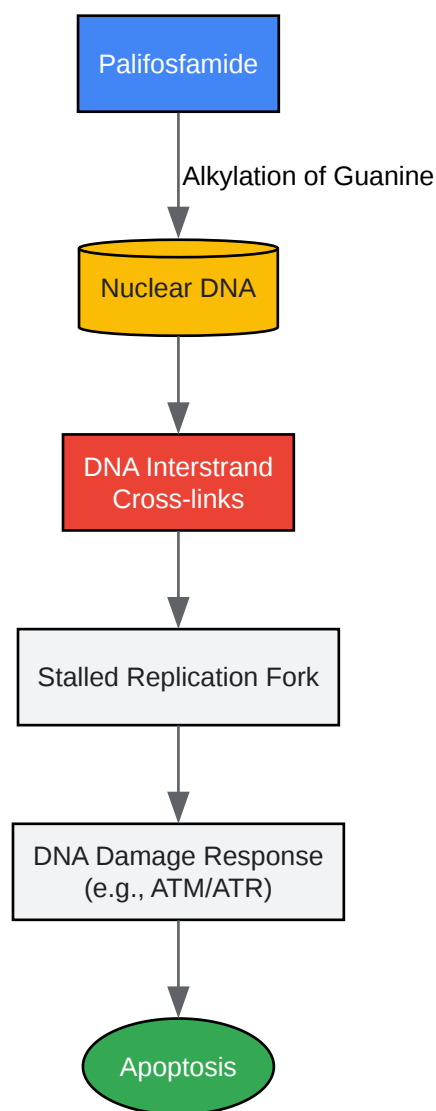 Palifosfamide
Alkylation of Guanine
Nuclear DNA
DNA Interstrand
Cross-links
Stalled Replication Fork
DNA Damage Response
(e.g., ATM/ATR)
Apoptosis